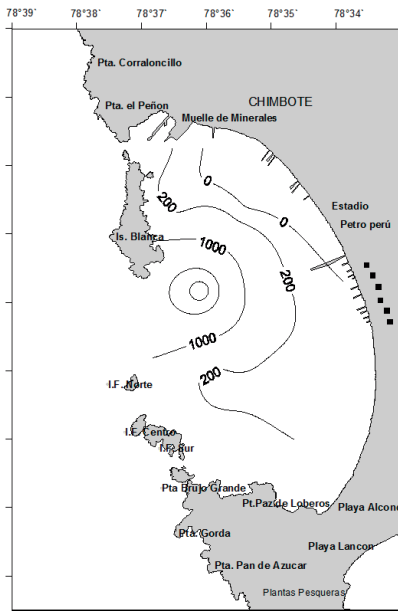 78°39' 78°38' 78°37' 78°36' 78°35' 78°34'
Pta. Corraloncillo
Pta. el Peñon
CHIMBOTE
Muelle de Minerales
0
200
0
Estadio
Petro perú
Is. Blanca
1000
200
1000
200
I.F. Norte
I.F. Centro
I.F. Sur
Pta Brujo Grande
Pt.Paz de Loberos
Playa Alcone
Pta. Gorda
Playa Lancon
Pta. Pan de Azucar
Plantas Pesqueras